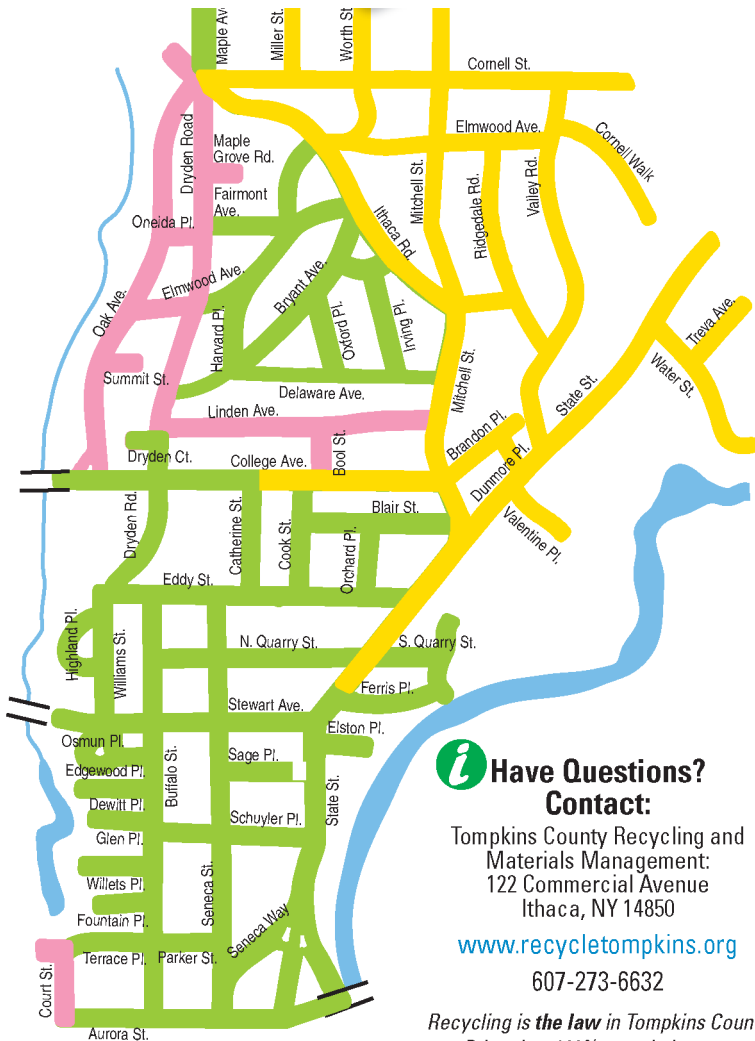 Maple Av
Miller St.
Worth St.
Cornell St.
Dryden Road
Maple
Grove Rd.
Elmwood Ave.
Cornell Walk
Mitchell St.
Valley Rd.
Ridgedale Rd.
Fairmont
Ave.
Oneida Pl.
Ithaca Rd.
Elmwood Ave.
Bryant Ave.
Oak Ave.
Harvard Pl.
Oxford Pl.
Irving Pl.
Treva Ave.
Water St.
State St.
Summit St.
Delaware Ave.
Mitchell St.
Linden Ave.
Bool St.
Brandon Pl.
Dryden Ct.
College Ave.
Dunmore Pl.
Dryden Rd.
Catherine St.
Cook St.
Blair St.
Orchard Pl.
Valentine Pl.
Eddy St.
Highland Pl.
Williams St.
N. Quarry St.
S. Quarry St.
Ferris Pl.
Stewart Ave.
Elston Pl.
Osmun Pl.
Buffalo St.
Sage Pl.
State St.
Edgewood Pl.
Dewitt Pl.
Schuyler Pl.
Glen Pl.
Willets Pl.
Seneca St.
Seneca Way
Fountain Pl.
Terrace Pl.
Parker St.
Court St.
Aurora St.
i Have Questions?
Contact:
Tompkins County Recycling and
Materials Management:
122 Commercial Avenue
Ithaca, NY 14850
www.recycletompkins.org
607-273-6632
Recycling is the law in Tompkins Coun